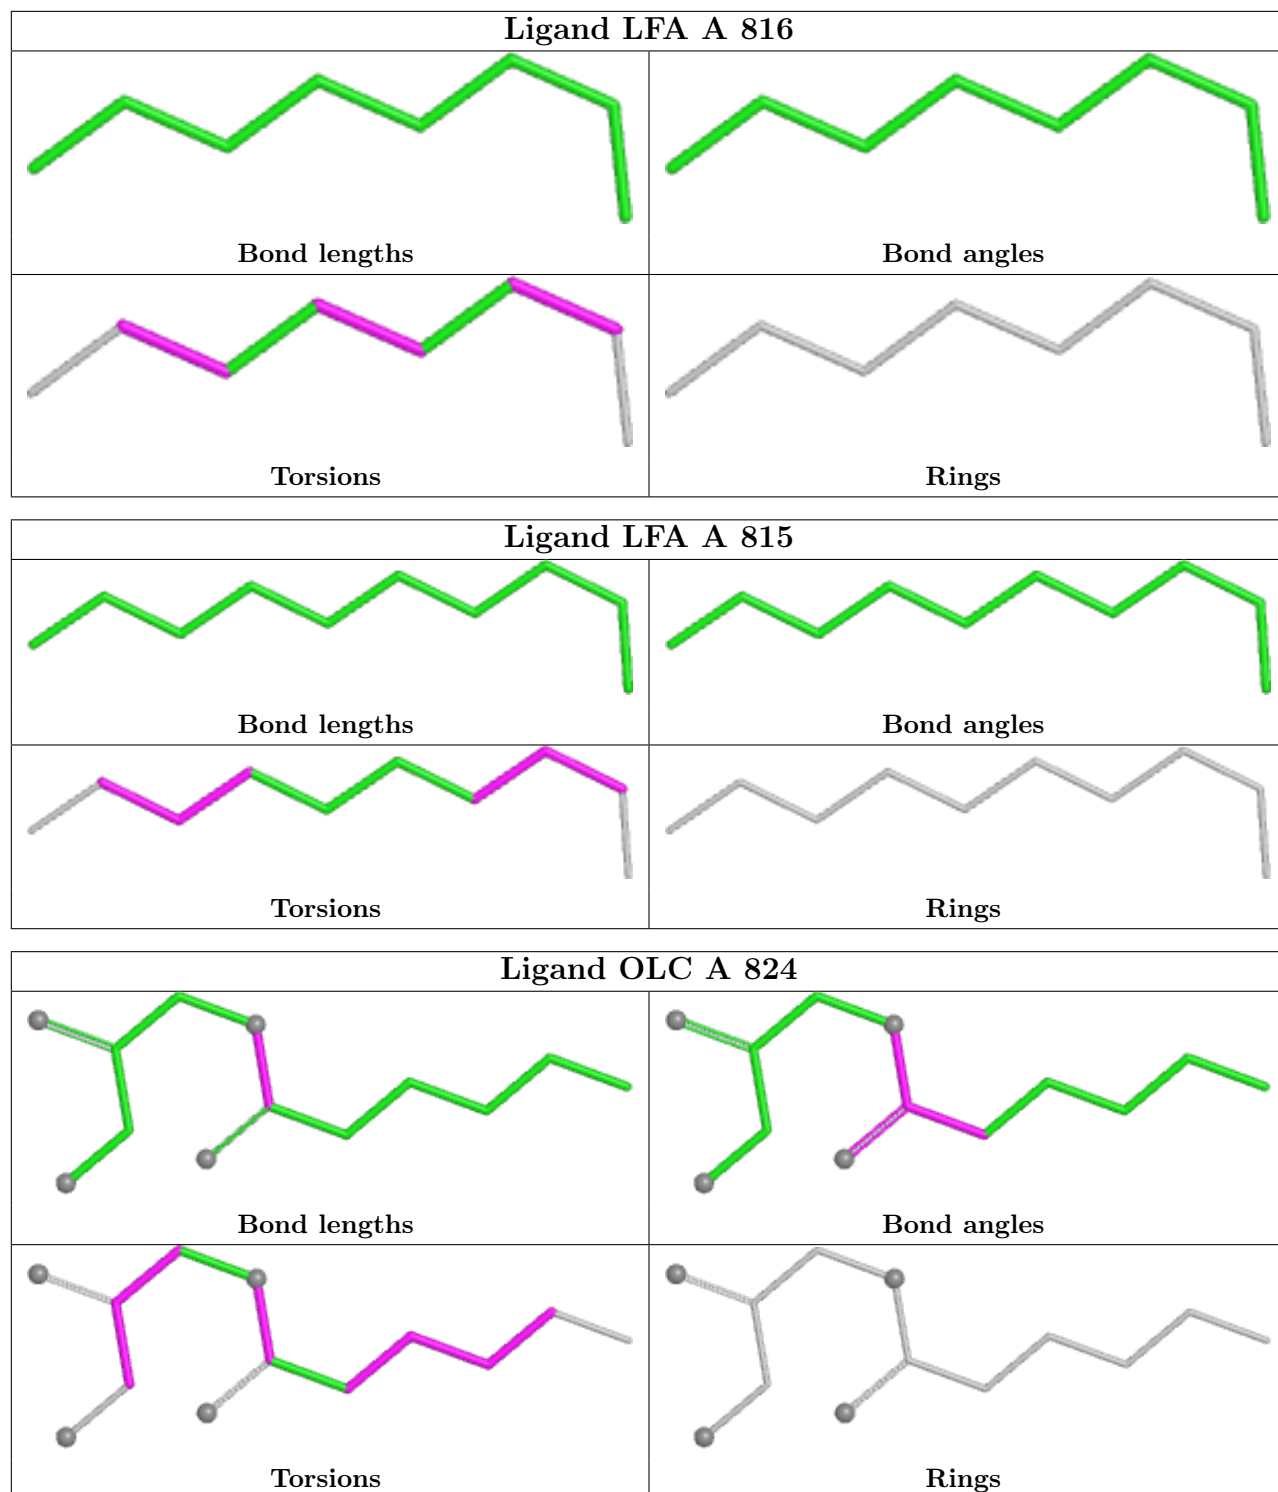 Ligand LFA A 816
Bond lengths
Bond angles
Torsions
Rings
Ligand LFA A 815
Bond lengths
Bond angles
Torsions
Rings
Ligand OLC A 824
Bond lengths
Bond angles
Torsions
Rings